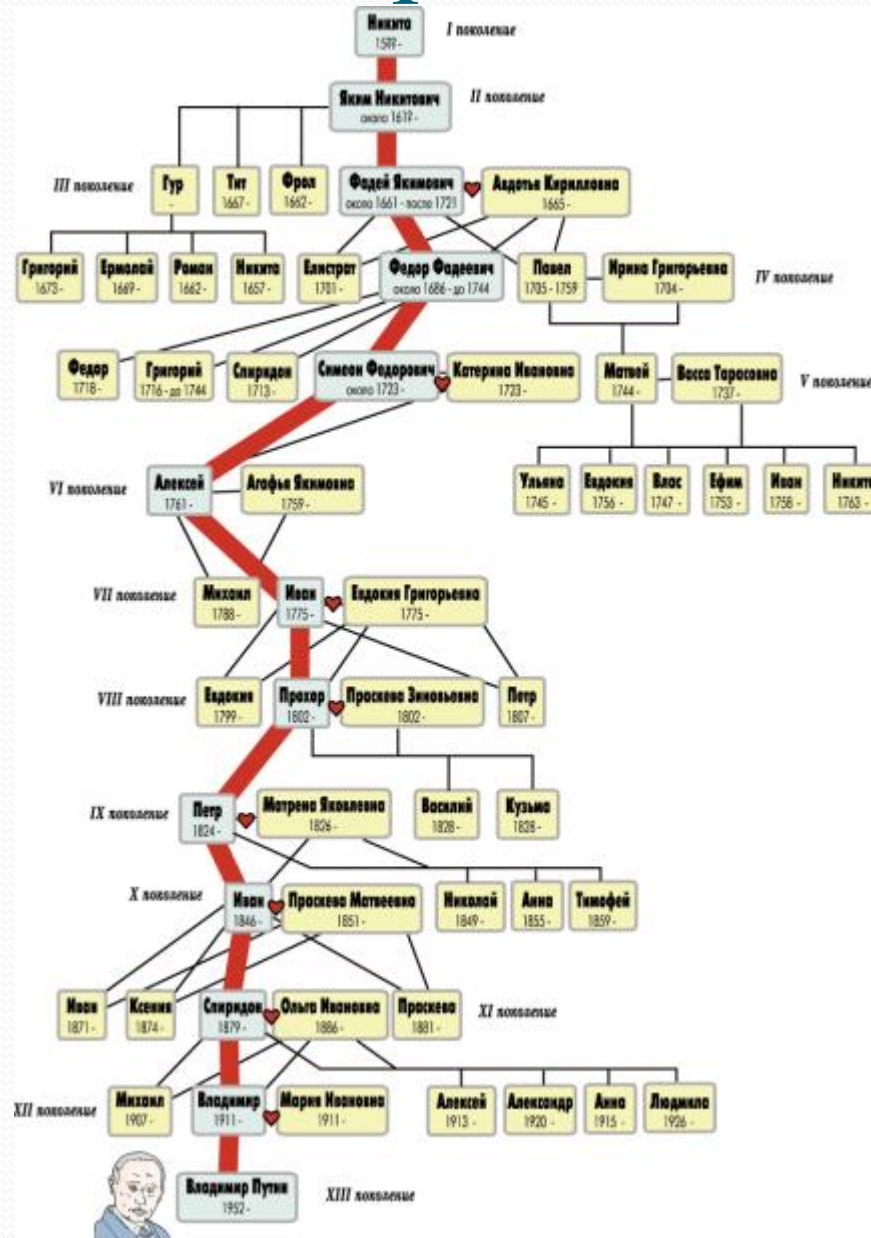 Никита
1599-
I поколение
Яким Никитович
около 1619-
II поколение
III поколение
Гур
-
Тит
1667-
Фрол
1662-
Фадей Якимович
около 1661 - после 1721
Авдотья Кирилловна
1665-
Григорий
1673-
Ермолай
1669-
Роман
1662-
Никита
1657-
Елистрат
1701-
Федор Фадеевич
около 1686 - до 1744
Павел
1705 - 1759
Ирина Григорьевна
1704-
IV поколение
Федор
1718-
Григорий
1716 - до 1744
Спиридон
1713-
Симеон Федорович
около 1723-
Катерина Ивановна
1723-
Матвей
1744-
Васса Тарасовна
1737-
V поколение
VI поколение
Алексей
1761-
Агафья Якимовна
1759-
Ульяна
1745 -
Евдокия
1756 -
Влас
1747 -
Ефим
1753 -
Иван
1758 -
Никита
1763 -
VII поколение
Михаил
1788 -
Иван
1775-
Евдокия Григорьевна
1775-
VIII поколение
Евдокия
1799-
Прохор
1802-
Праскева Зиновьевна
1802-
Петр
1807-
IX поколение
Петр
1824-
Матрена Яковлевна
1826-
Василий
1828-
Кузьма
1828-
X поколение
Иван
1846-
Праскева Матвеевна
1851-
Николай
1849-
Анна
1855-
Тимофей
1859-
Иван
1871-
Ксения
1874-
Спиридон
1879-
Ольга Ивановна
1886-
Праскева
1881-
XI поколение
XII поколение
Михаил
1907-
Владимир
1911-
Мария Ивановна
1911-
Алексей
1913 -
Александр
1920 -
Анна
1915 -
Людмила
1926 -
Владимир Путин
1952-
XIII поколение